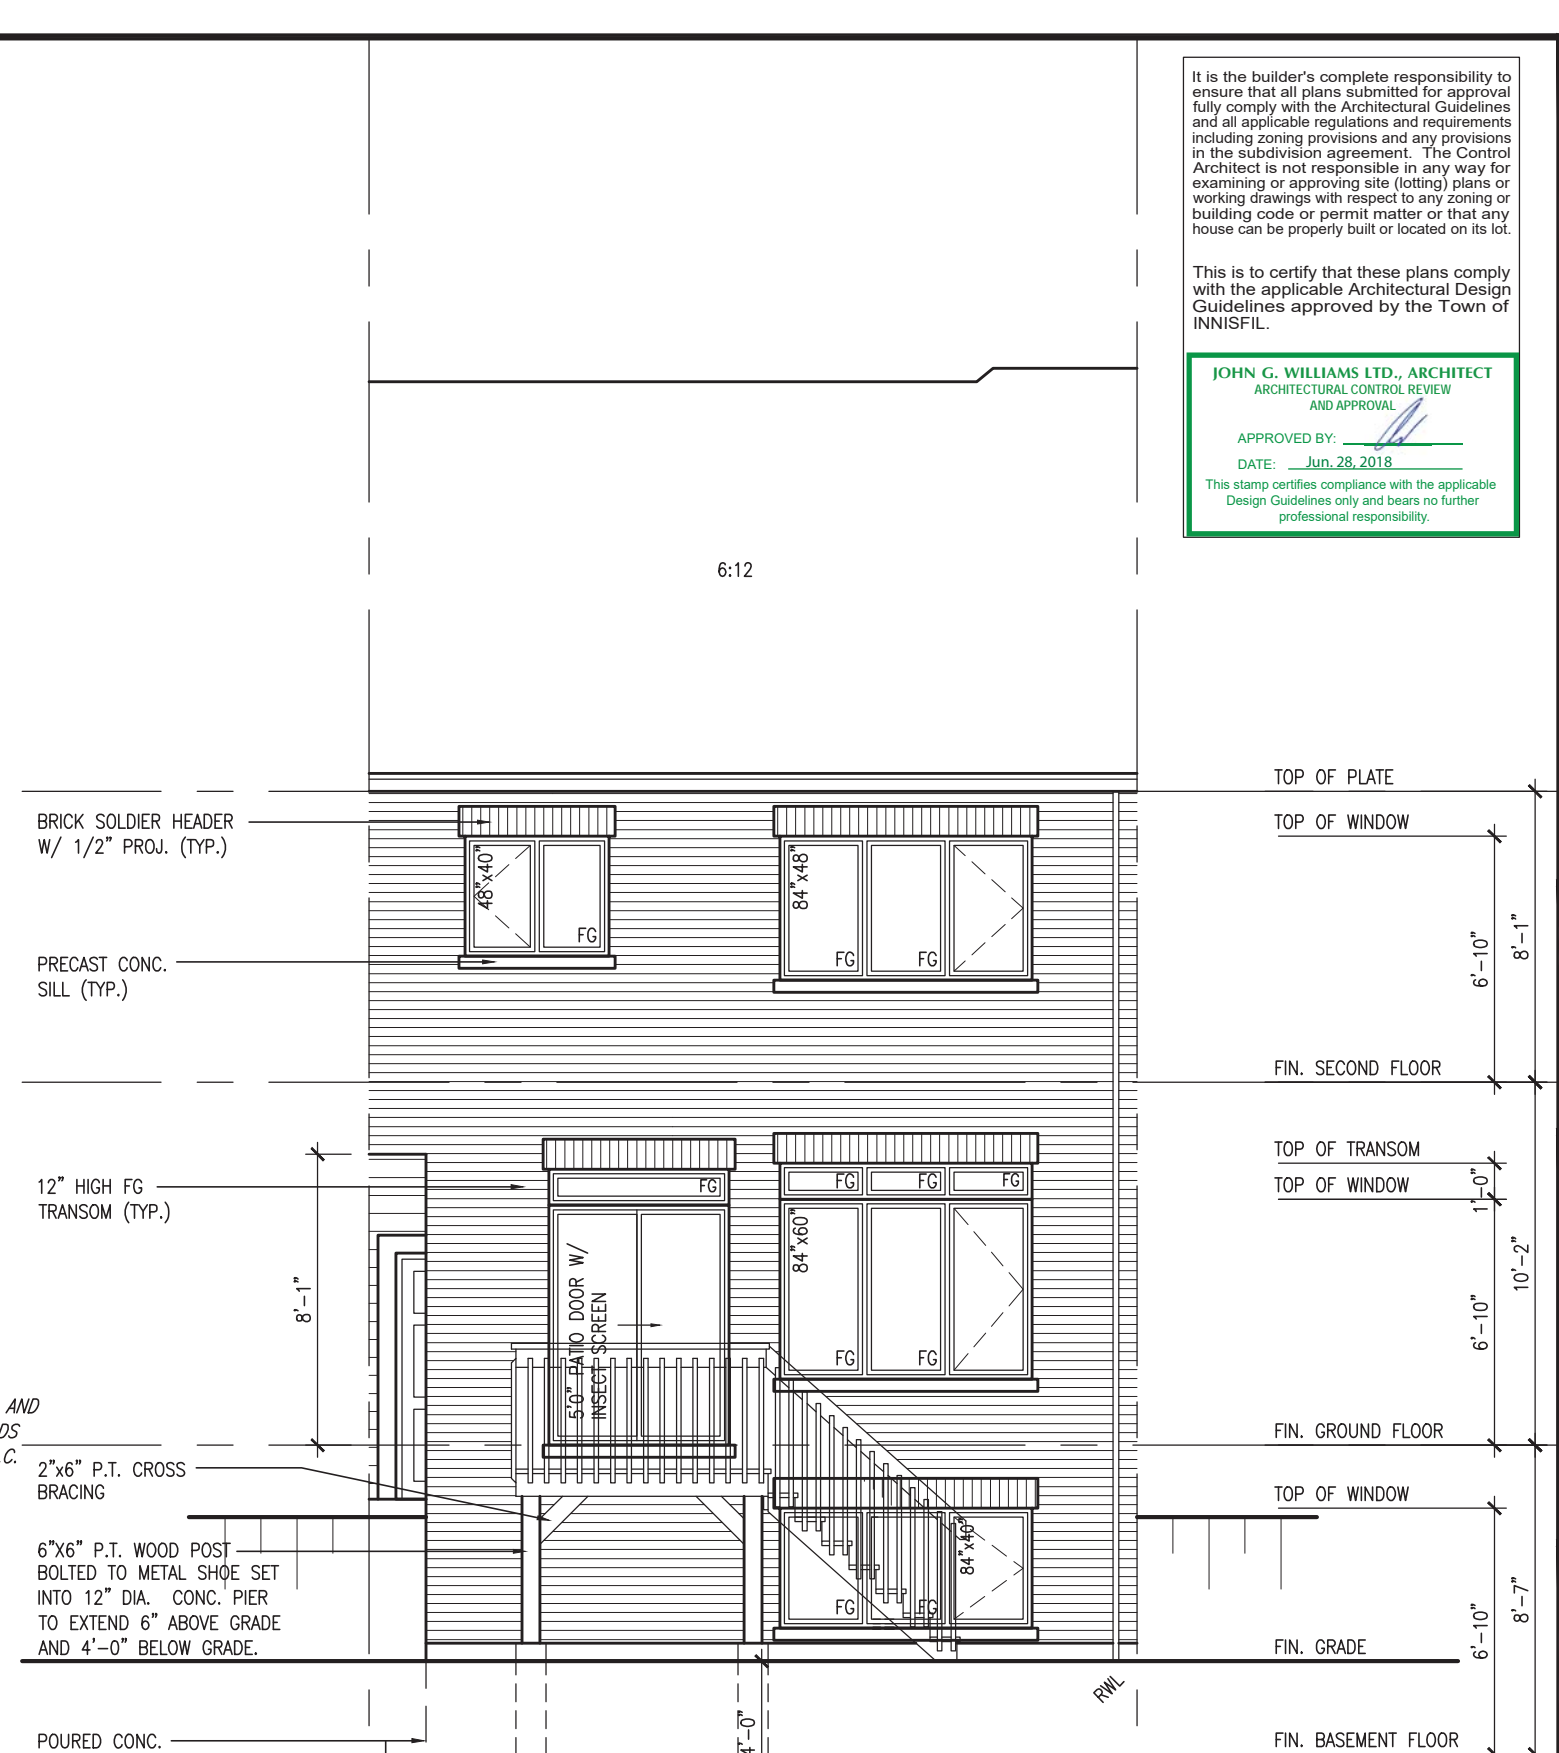 It is the builder's complete responsibility to
ensure that all plans submitted for approval
fully comply with the Architectural Guidelines
and all applicable regulations and requirements
including zoning provisions and any provisions
in the subdivision agreement. The Control
Architect is not responsible in any way for
examining or approving site (lotting) plans or
working drawings with respect to any zoning or
building code or permit matter or that any
house can be properly built or located on its lot.
This is to certify that these plans comply
with the applicable Architectural Design
Guidelines approved by the Town of
INNISFIL.
JOHN G. WILLIAMS LTD., ARCHITECT
ARCHITECTURAL CONTROL REVIEW
AND APPROVAL
APPROVED BY:
DATE: Jun. 28, 2018
This stamp certifies compliance with the applicable
Design Guidelines only and bears no further
professional responsibility.
6:12
TOP OF PLATE
BRICK SOLDIER HEADER
W/ 1/2" PROJ. (TYP.)
TOP OF WINDOW
48"x40"
FG
84"x48"
FG
FG
PRECAST CONC.
SILL (TYP.)
6'-10"
8'-1"
FIN. SECOND FLOOR
TOP OF TRANSOM
12" HIGH FG
TRANSOM (TYP.)
FG
FG
FG
FG
TOP OF WINDOW
1'-0"
84"x60"
8'-1"
5'0" PATIO DOOR W/
INSECT SCREEN
FG
FG
6'-10"
10'-2"
AND
DS
.C.
FIN. GROUND FLOOR
2"x6" P.T. CROSS
BRACING
TOP OF WINDOW
6"X6" P.T. WOOD POST
BOLTED TO METAL SHOE SET
INTO 12" DIA. CONC. PIER
TO EXTEND 6" ABOVE GRADE
AND 4'-0" BELOW GRADE.
84"x40"
FG
FG
6'-10"
8'-7"
FIN. GRADE
RWL
4'-0"
POURED CONC.
FIN. BASEMENT FLOOR